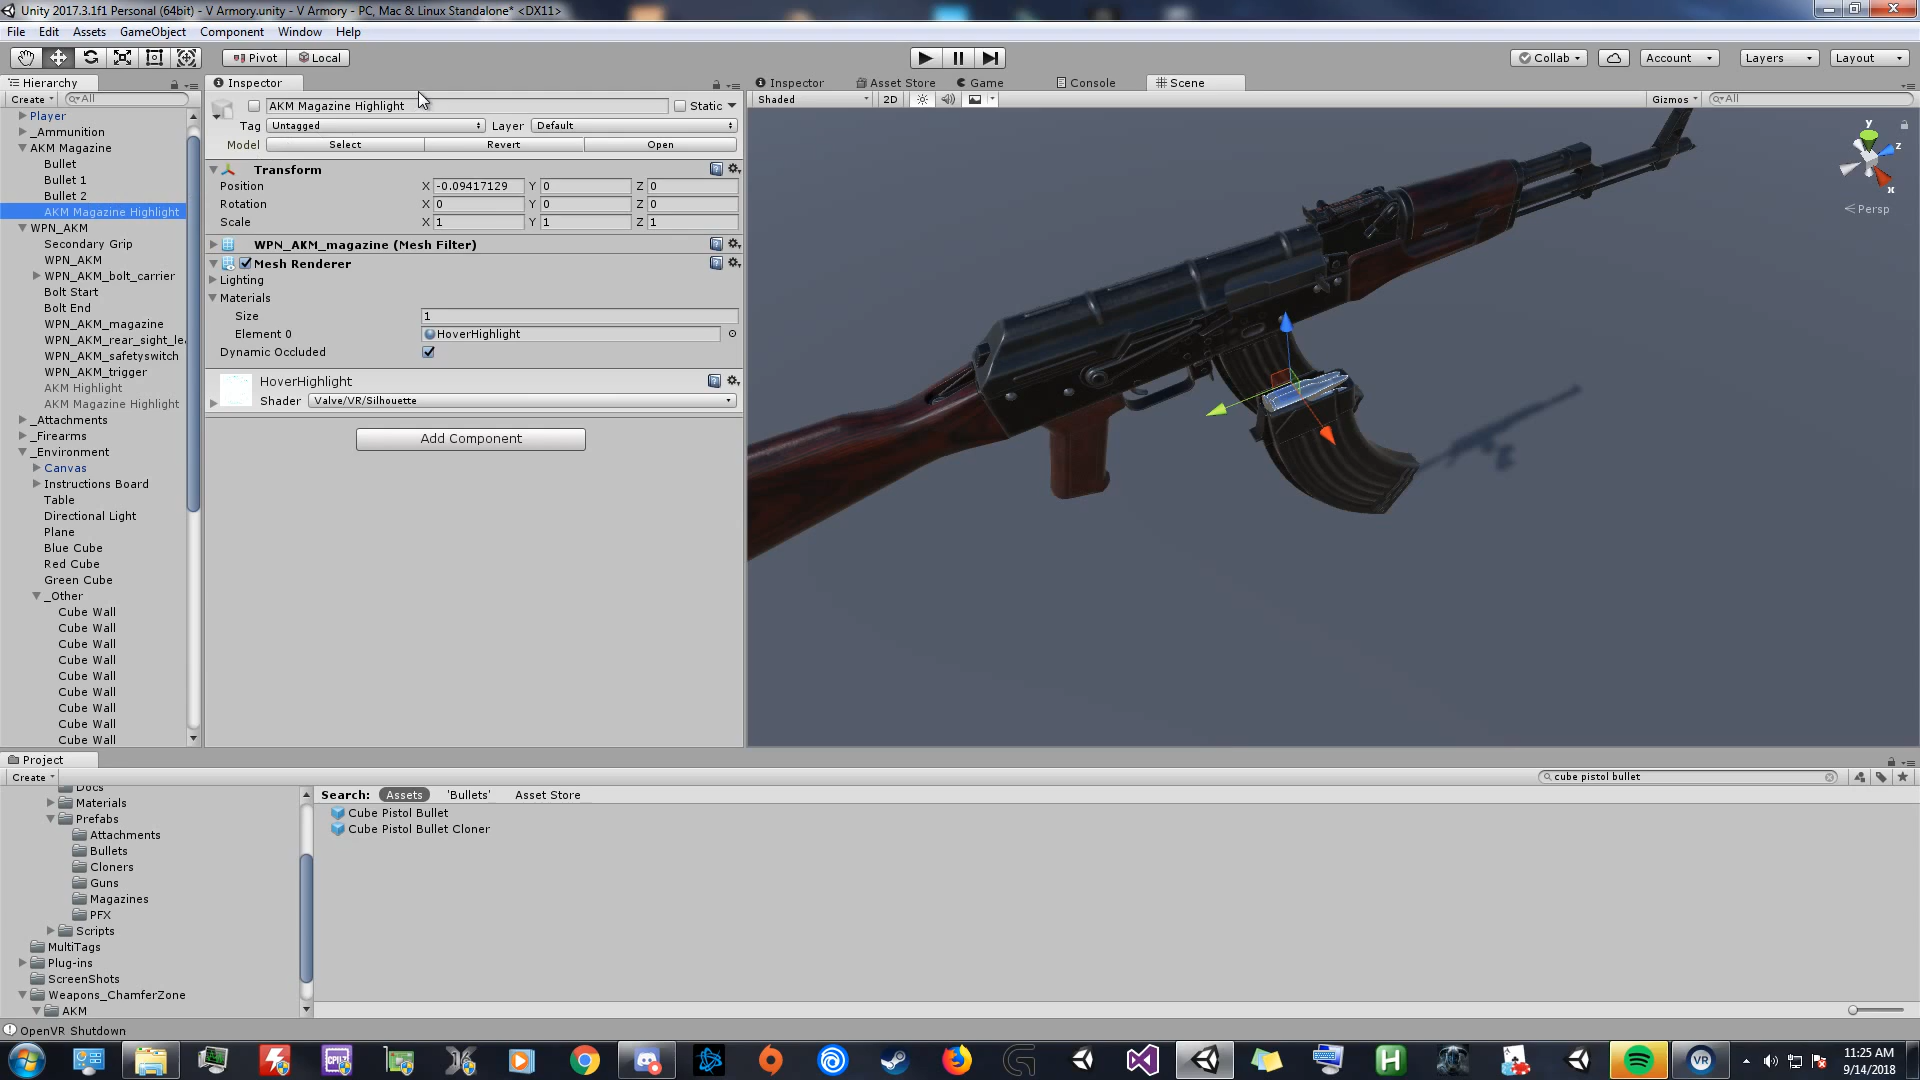 Unity 2017.3.1f1 Personal (64bit) - V Armory.unity - V Armory - PC, Mac & Linux Standalone* <DX11>
File Edit Assets GameObject Component Window Help
Pivot Local
Collab Account Layers Layout
Hierarchy
Create All
Player
_Ammunition
AKM Magazine
Bullet
Bullet 1
Bullet 2
AKM Magazine Highlight
WPN_AKM
Secondary Grip
WPN_AKM
WPN_AKM_bolt_carrier
Bolt Start
Bolt End
WPN_AKM_magazine
WPN_AKM_rear_sight_le
WPN_AKM_safetyswitch
WPN_AKM_trigger
AKM Highlight
AKM Magazine Highlight
_Attachments
_Firearms
_Environment
Canvas
Instructions Board
Table
Directional Light
Plane
Blue Cube
Red Cube
Green Cube
_Other
Cube Wall
Cube Wall
Cube Wall
Cube Wall
Cube Wall
Cube Wall
Cube Wall
Cube Wall
Cube Wall
Inspector
AKM Magazine Highlight Static
Tag Untagged Layer Default
Model Select Revert Open
Transform
Position X -0.09417129 Y 0 Z 0
Rotation X 0 Y 0 Z 0
Scale X 1 Y 1 Z 1
WPN_AKM_magazine (Mesh Filter)
Mesh Renderer
Lighting
Materials
Size 1
Element 0 HoverHighlight
Dynamic Occluded
HoverHighlight
Shader Valve/VR/Silhouette
Add Component
Inspector Asset Store Game Console Scene
Shaded 2D Gizmos All
y
z
x
Persp
Project
Create cube pistol bullet
Docs
Materials
Prefabs
Attachments
Bullets
Cloners
Guns
Magazines
PFX
Scripts
MultiTags
Plug-ins
ScreenShots
Weapons_ChamferZone
AKM
Search: Assets 'Bullets' Asset Store
Cube Pistol Bullet
Cube Pistol Bullet Cloner
OpenVR Shutdown
VR
11:25 AM
9/14/2018